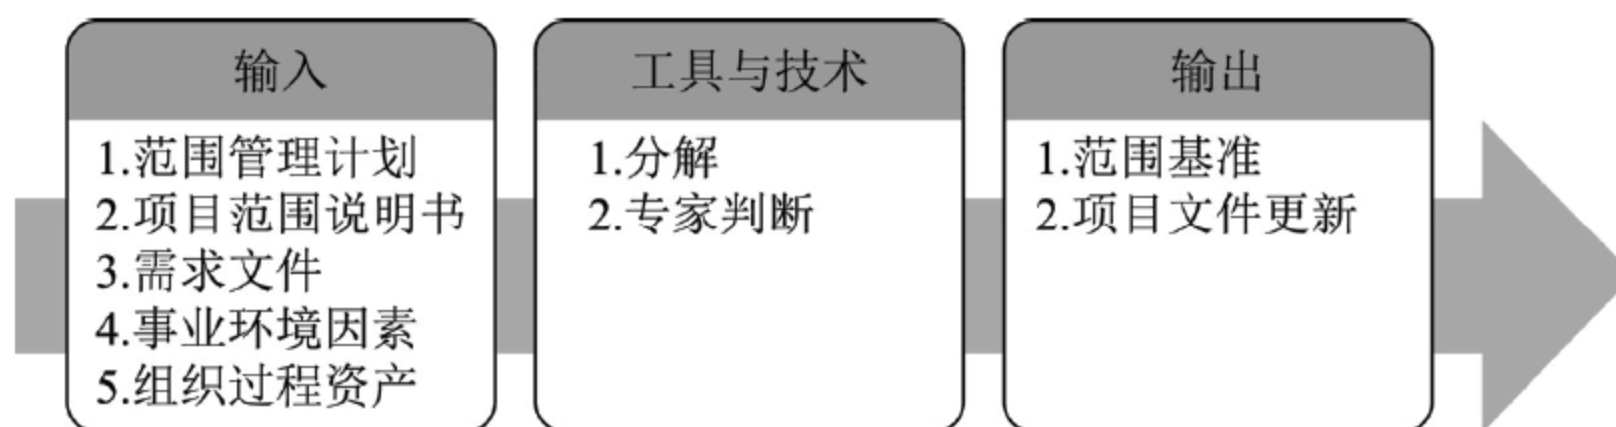 输入
1.范围管理计划
2.项目范围说明书
3.需求文件
4.事业环境因素
5.组织过程资产
工具与技术
1.分解
2.专家判断
输出
1.范围基准
2.项目文件更新